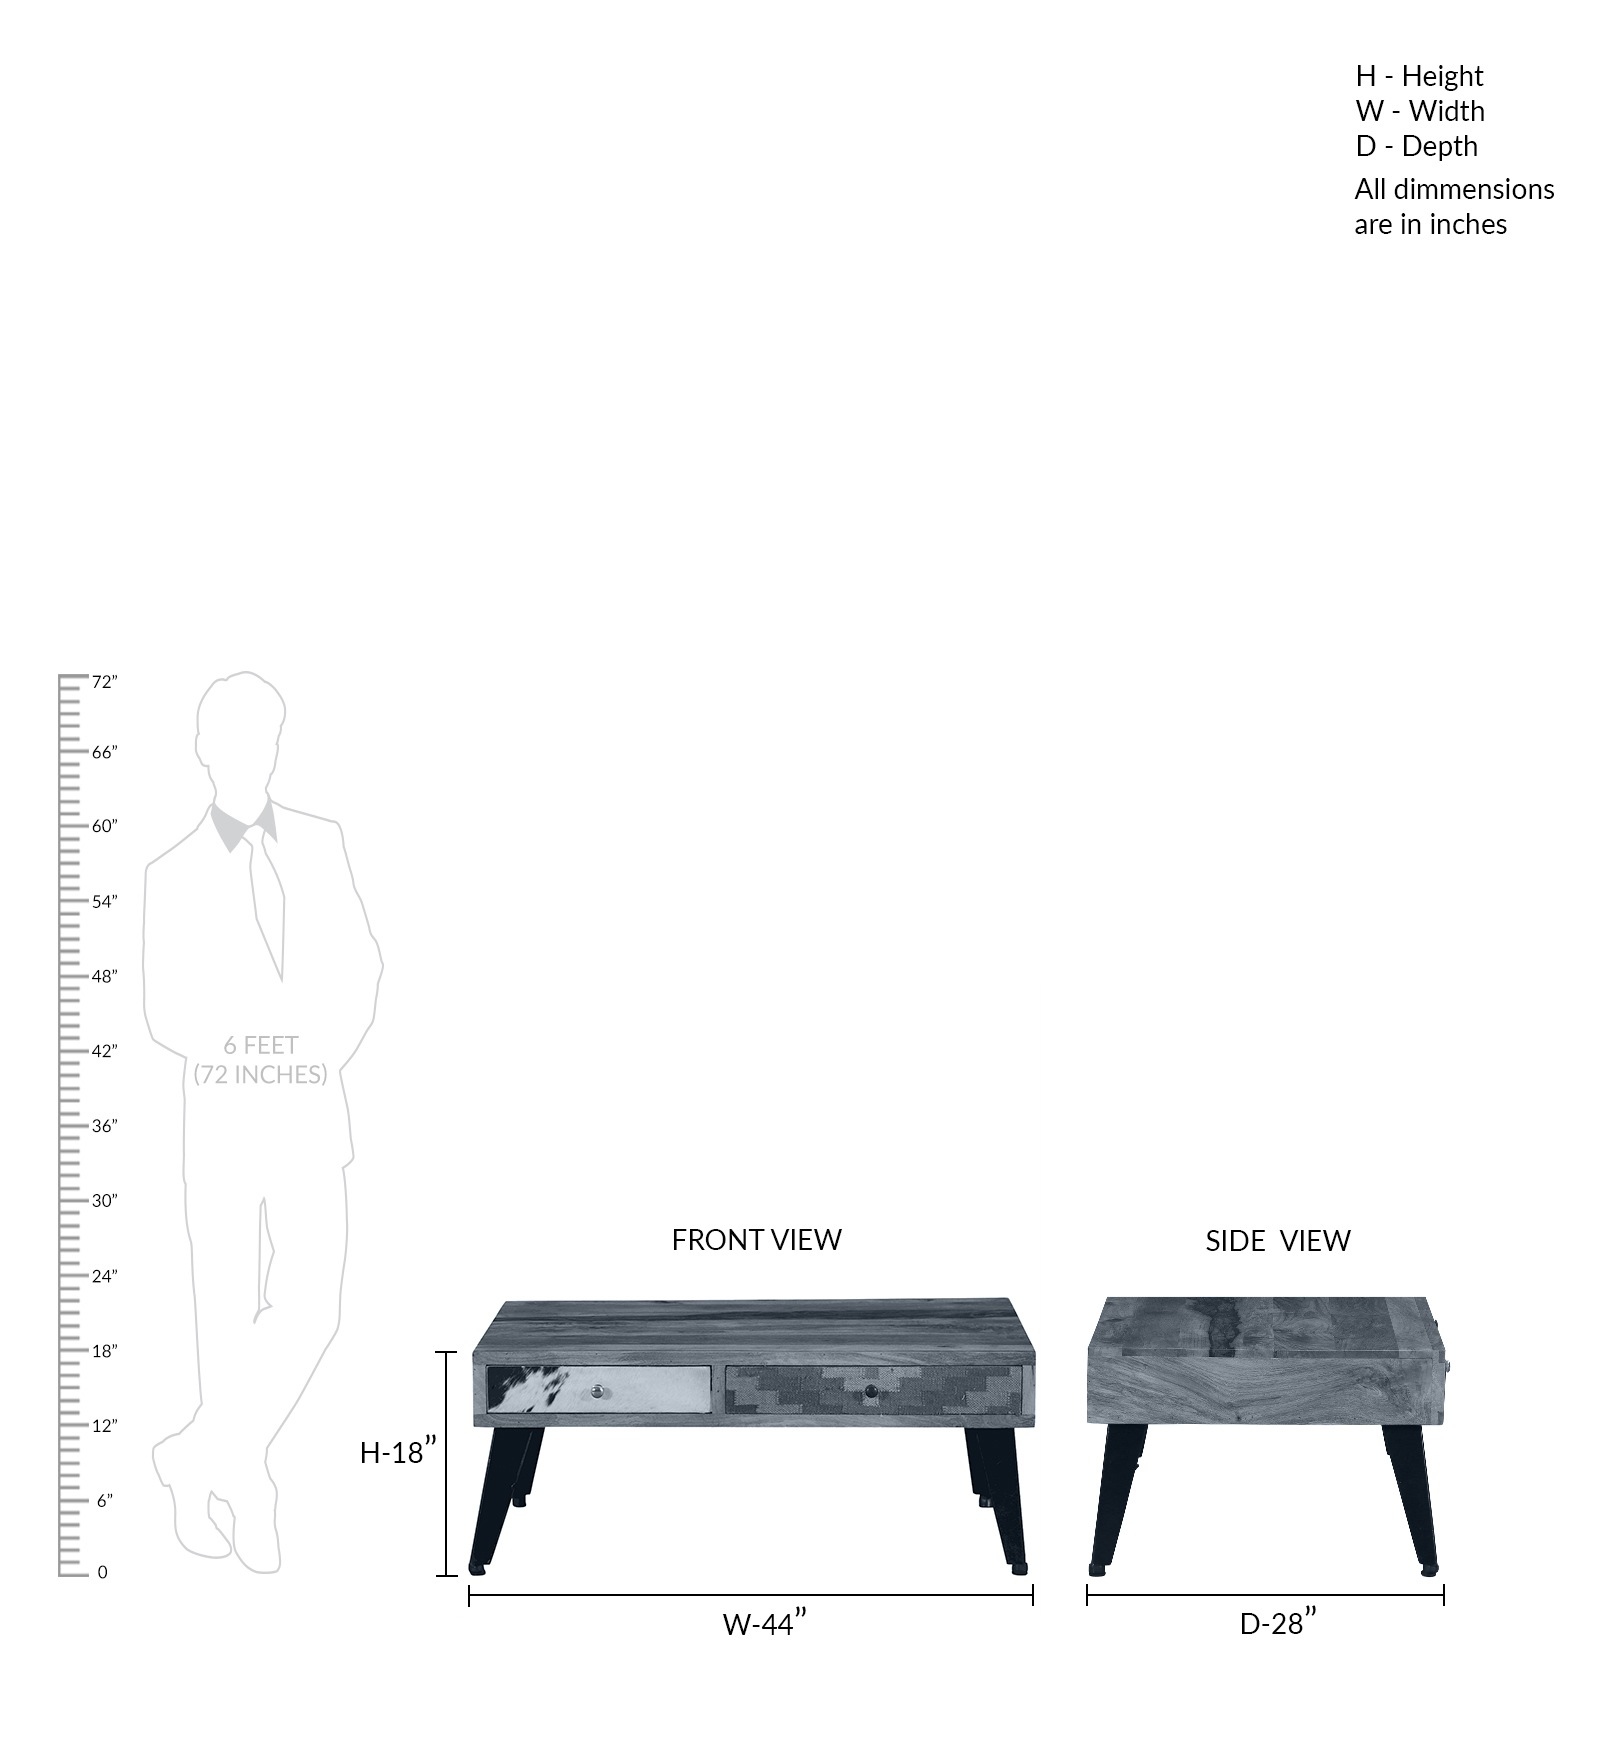 H - Height
W - Width
D - Depth
All dimmensions
are in inches
72”
66”
60”
54”
48”
42”
36”
30”
24”
18”
12”
6”
0
6 FEET
(72 INCHES)
FRONT VIEW
SIDE VIEW
H-18”
W-44”
D-28”